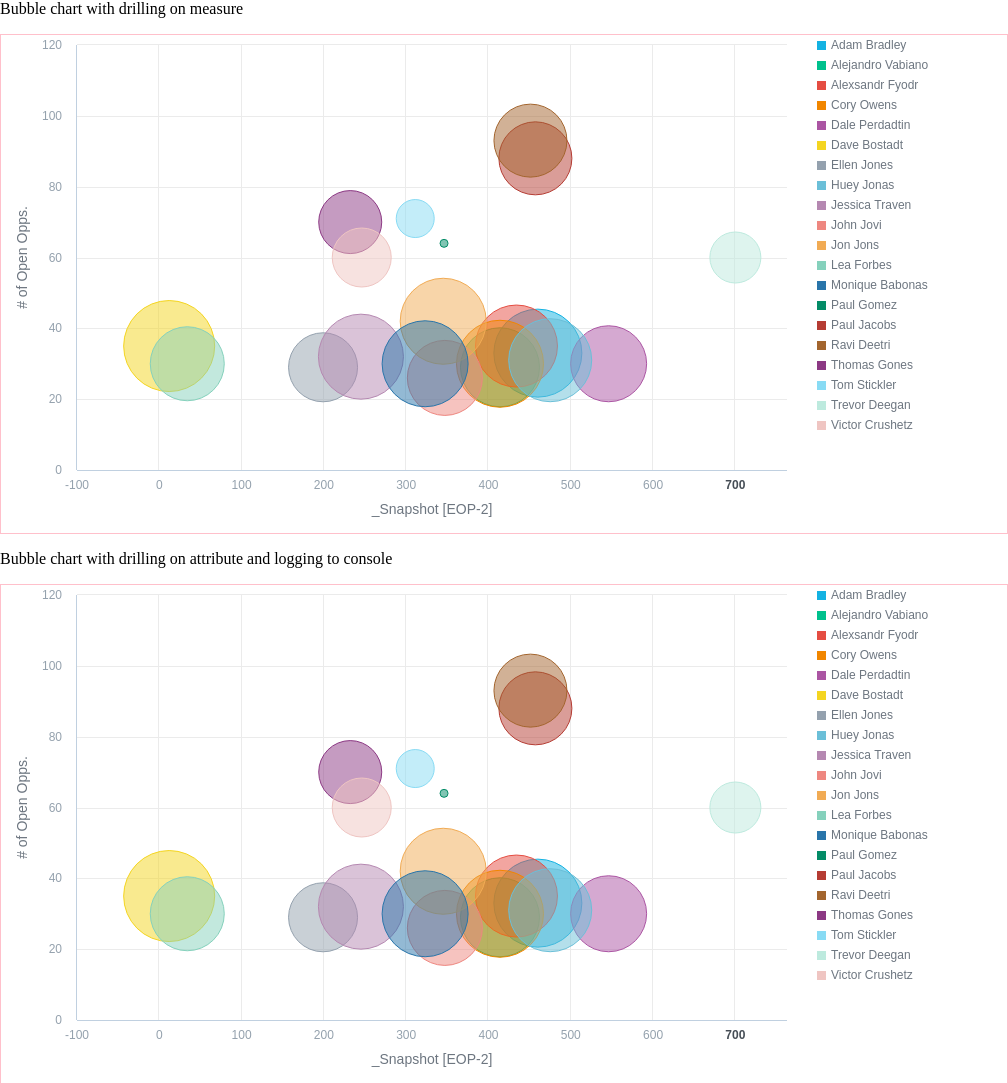 Bubble chart with drilling on measure
120
100
80
60
40
20
0
# of Open Opps.
-100 0 100 200 300 400 500 600 700
_Snapshot [EOP-2]
Adam Bradley
Alejandro Vabiano
Alexsandr Fyodr
Cory Owens
Dale Perdadtin
Dave Bostadt
Ellen Jones
Huey Jonas
Jessica Traven
John Jovi
Jon Jons
Lea Forbes
Monique Babonas
Paul Gomez
Paul Jacobs
Ravi Deetri
Thomas Gones
Tom Stickler
Trevor Deegan
Victor Crushetz
Bubble chart with drilling on attribute and logging to console
120
100
80
60
40
20
0
# of Open Opps.
-100 0 100 200 300 400 500 600 700
_Snapshot [EOP-2]
Adam Bradley
Alejandro Vabiano
Alexsandr Fyodr
Cory Owens
Dale Perdadtin
Dave Bostadt
Ellen Jones
Huey Jonas
Jessica Traven
John Jovi
Jon Jons
Lea Forbes
Monique Babonas
Paul Gomez
Paul Jacobs
Ravi Deetri
Thomas Gones
Tom Stickler
Trevor Deegan
Victor Crushetz